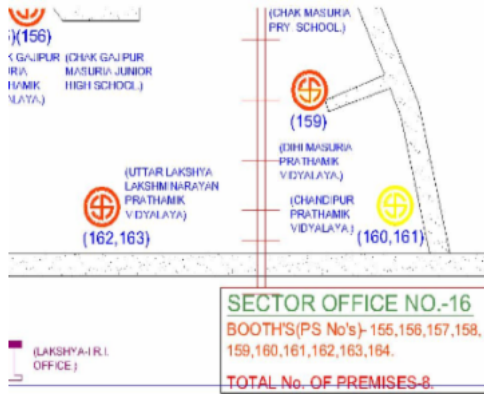 (CHAK MASURIA
PRY SCHOOL.)
(156)
(CHAK GAJIPUR
MASURIA JUNIOR
HIGH SCHOOL.)
(159)
(DIHI MASURIA
PRATHAMIK
VIDYALAYA.)
(UTTAR LAKSHYA
LAKSHMINARAYAN
PRATHAMIK
VIDYALAYA)
(162,163)
(CHANDIPUR
PRATHAMIK
VIDYALAYA.)
(160,161)
SECTOR OFFICE NO.-16
BOOTH'S(PS No's)- 155,156,157,158,
159,160,161,162,163,164.
TOTAL No. OF PREMISES-8.
(LAKSHYA-I R.I.
OFFICE.)